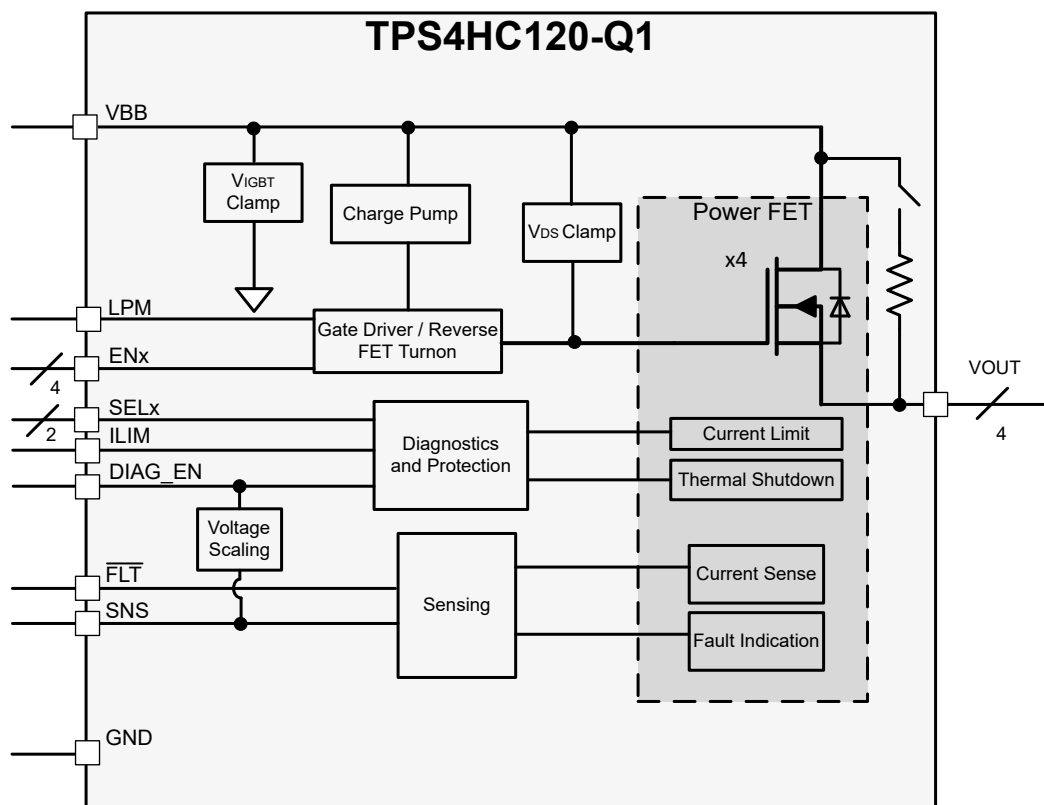 TPS4HC120-Q1
VBB
VIGBT
Clamp
Charge Pump
VDS Clamp
Power FET
x4
LPM
Gate Driver / Reverse
FET Turnon
ENx
4
VOUT
4
SELx
2
ILIM
DIAG_EN
Diagnostics
and Protection
Current Limit
Thermal Shutdown
Voltage
Scaling
FLT
SNS
Sensing
Current Sense
Fault Indication
GND